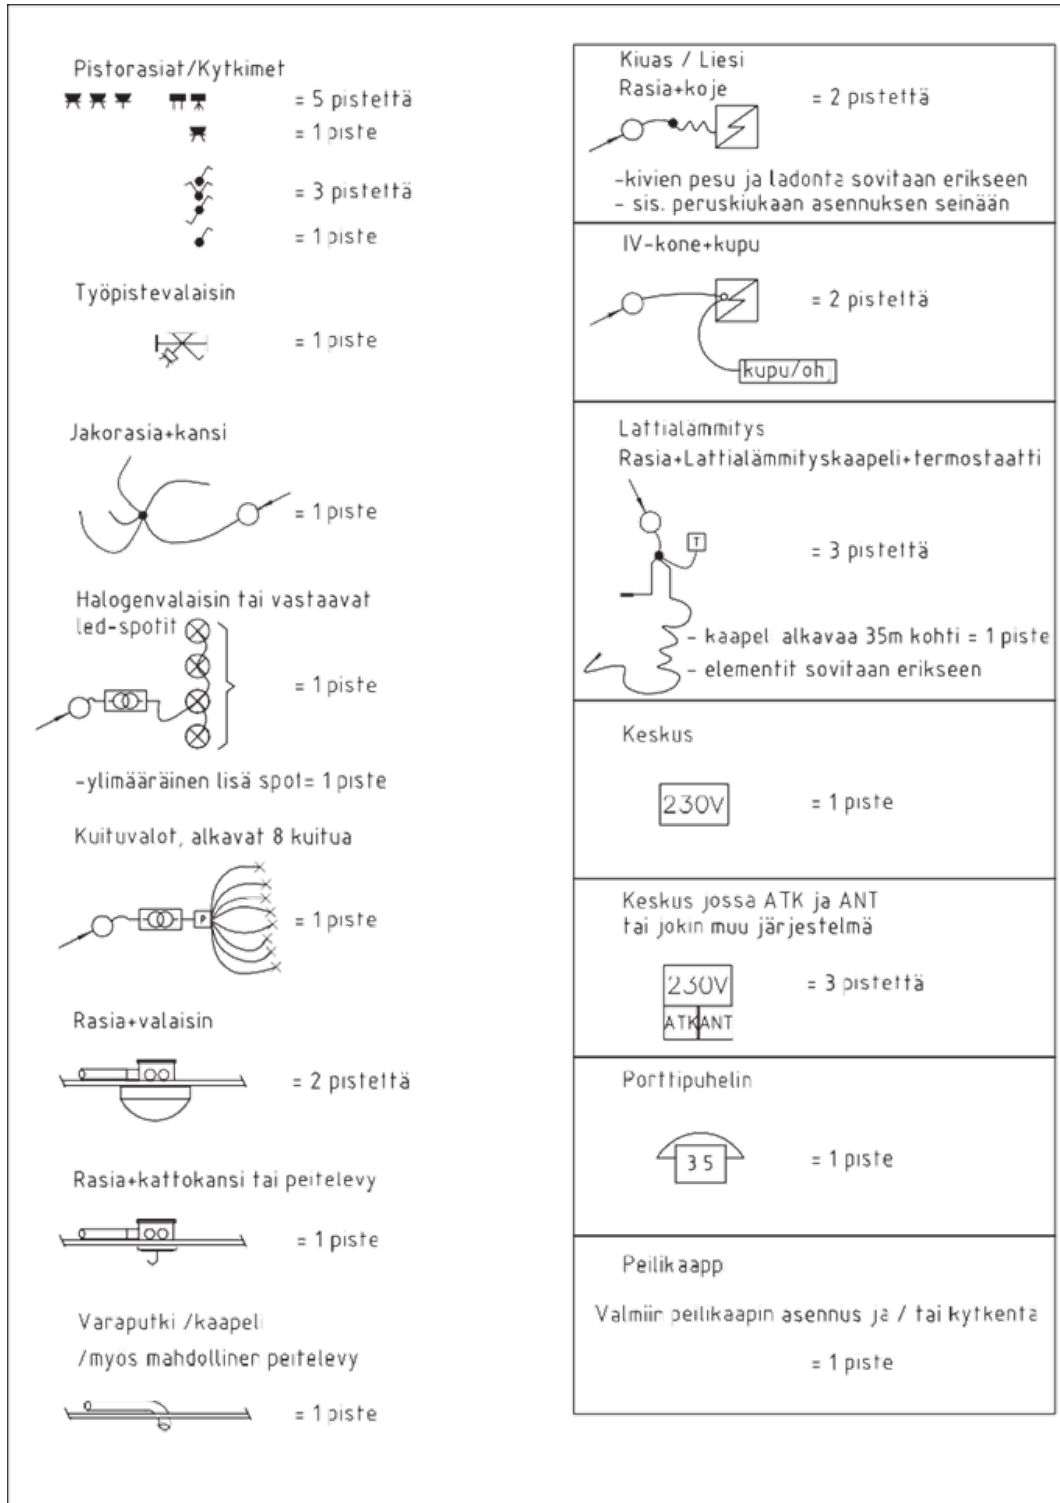 Pistorasiat/Kytkimet
= 5 pistettä
= 1 piste
= 3 pistettä
= 1 piste
Työpistevalaisin
= 1 piste
Jakorasia+kansi
= 1 piste
Halogenvalaisin tai vastaavat
led-spotit
= 1 piste
-ylimääräinen lisä spot= 1 piste
Kuituvalot, alkavat 8 kuitua
P
= 1 piste
Rasia+valaisin
= 2 pistettä
Rasia+kattokansi tai peitelevy
= 1 piste
Varaputki /kaapeli
/myös mahdollinen peitelevy
= 1 piste
Kiuas / Liesi
Rasia+koje
= 2 pistettä
-kivien pesu ja ladonta sovitaan erikseen
- sis. peruskiukaan asennuksen seinään
IV-kone+kupu
= 2 pistettä
kupu/ohj
Lattialämmitys
Rasia+Lattialämmityskaapeli+termostaatti
T
= 3 pistettä
- kaapeli alkavaa 35m kohti = 1 piste
- elementit sovitaan erikseen
Keskus
230V
= 1 piste
Keskus jossa ATK ja ANT
tai jokin muu järjestelmä
230V
= 3 pistettä
ATK ANT
Porttipuhelin
35
= 1 piste
Peilikaapp
Valmiin peilikaapin asennus ja / tai kytkentä
= 1 piste